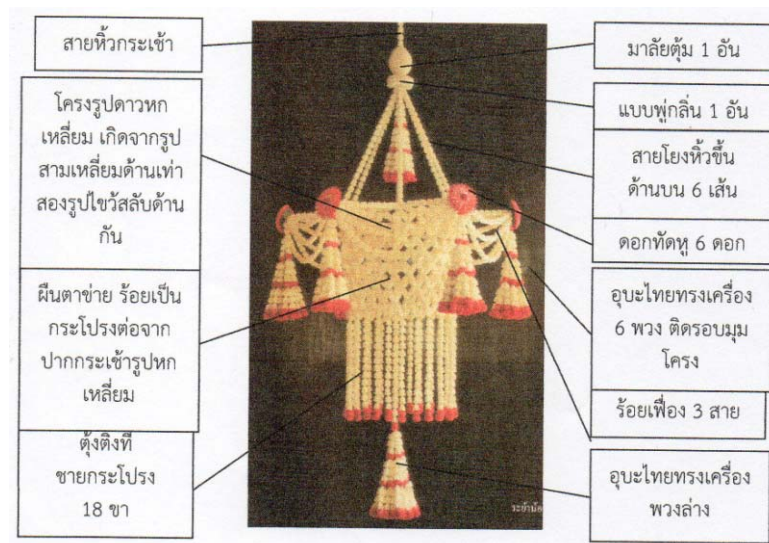 สายหิ้วกระเช้า
โครงรูปดาวหก
เหลี่ยม เกิดจากรูป
สามเหลี่ยมด้านเท่า
สองรูปไขว้สลับด้าน
กัน
ผืนตาข่าย ร้อยเป็น
กระโปรงต่อจาก
ปากกระเช้ารูปหก
เหลี่ยม
ตุ้งติ้งที่
ชายกระโปรง
18 ขา
มาลัยตุ้ม 1 อัน
แบบพู่กลิ่น 1 อัน
สายโยงหิ้วขึ้น
ด้านบน 6 เส้น
ดอกทัดหู 6 ดอก
อุบะไทยทรงเครื่อง
6 พวง ติดรอบมุม
โครง
ร้อยเฟื่อง 3 สาย
อุบะไทยทรงเครื่อง
พวงล่าง
ระย้าน้อย